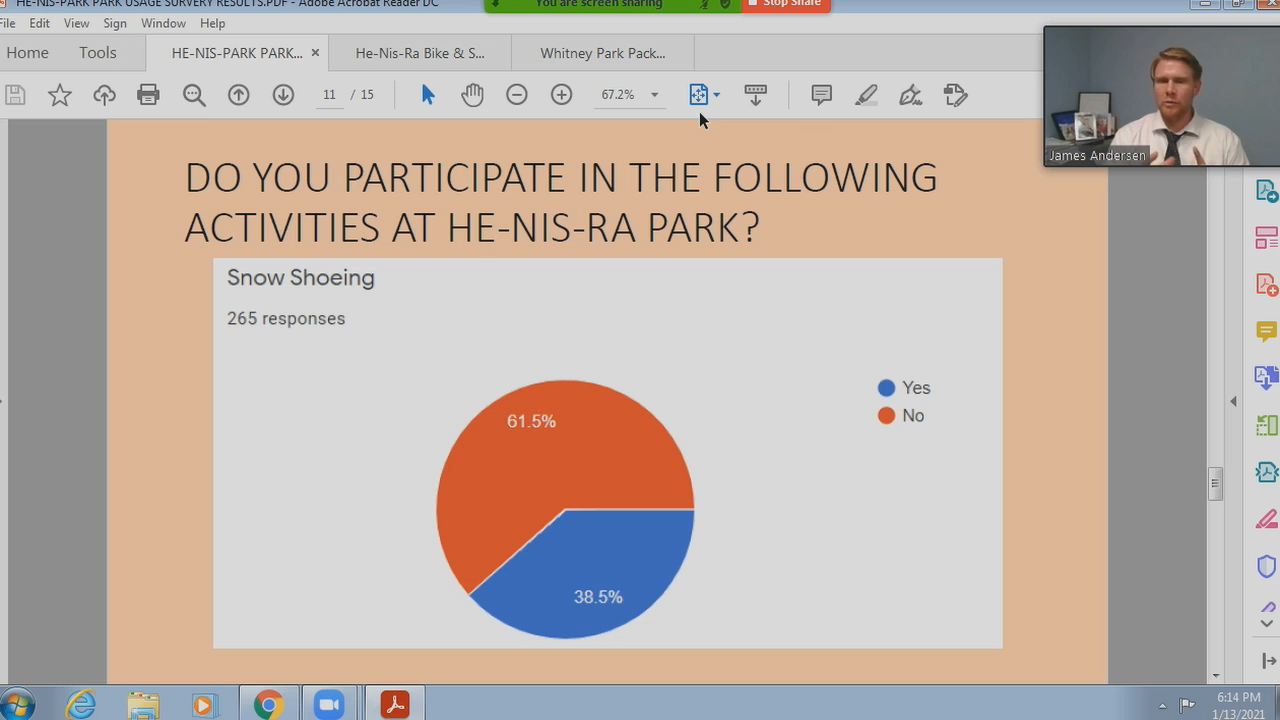 HE-NIS-PARK PARK USAGE SURVERY RESULTS.PDF - Adobe Acrobat Reader DC
You are screen sharing
Stop Share
File Edit View Sign Window Help
Home Tools HE-NIS-PARK PARK... × He-Nis-Ra Bike & S... Whitney Park Pack...
11 / 15 67.2%
James Andersen
DO YOU PARTICIPATE IN THE FOLLOWING
ACTIVITIES AT HE-NIS-RA PARK?
Snow Shoeing
265 responses
Yes
No
61.5%
38.5%
6:14 PM
1/13/2021